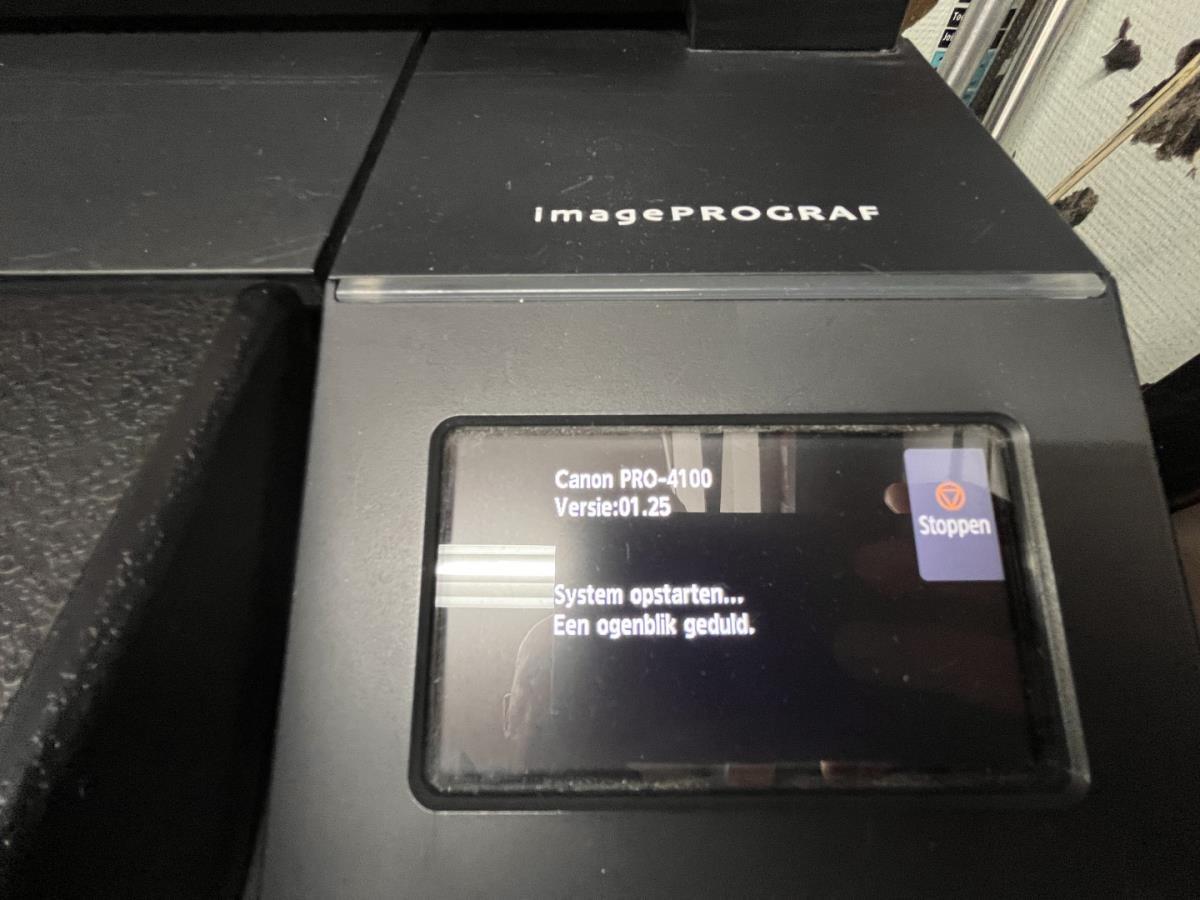 imagePROGRAF
Canon PRO-4100
Versie:01.25
Stoppen
System opstarten...
Een ogenblik geduld.